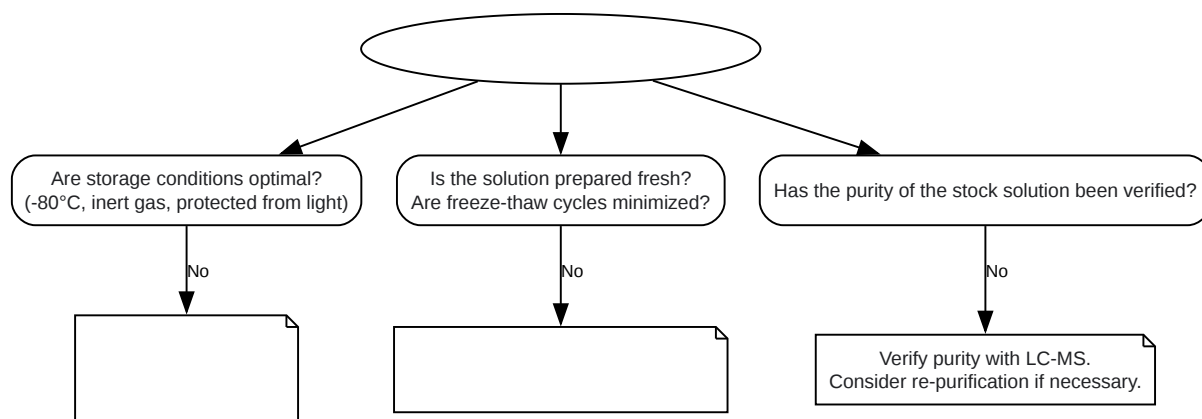 Are storage conditions optimal?
(-80°C, inert gas, protected from light)
Is the solution prepared fresh?
Are freeze-thaw cycles minimized?
Has the purity of the stock solution been verified?
No
No
No
Verify purity with LC-MS.
Consider re-purification if necessary.